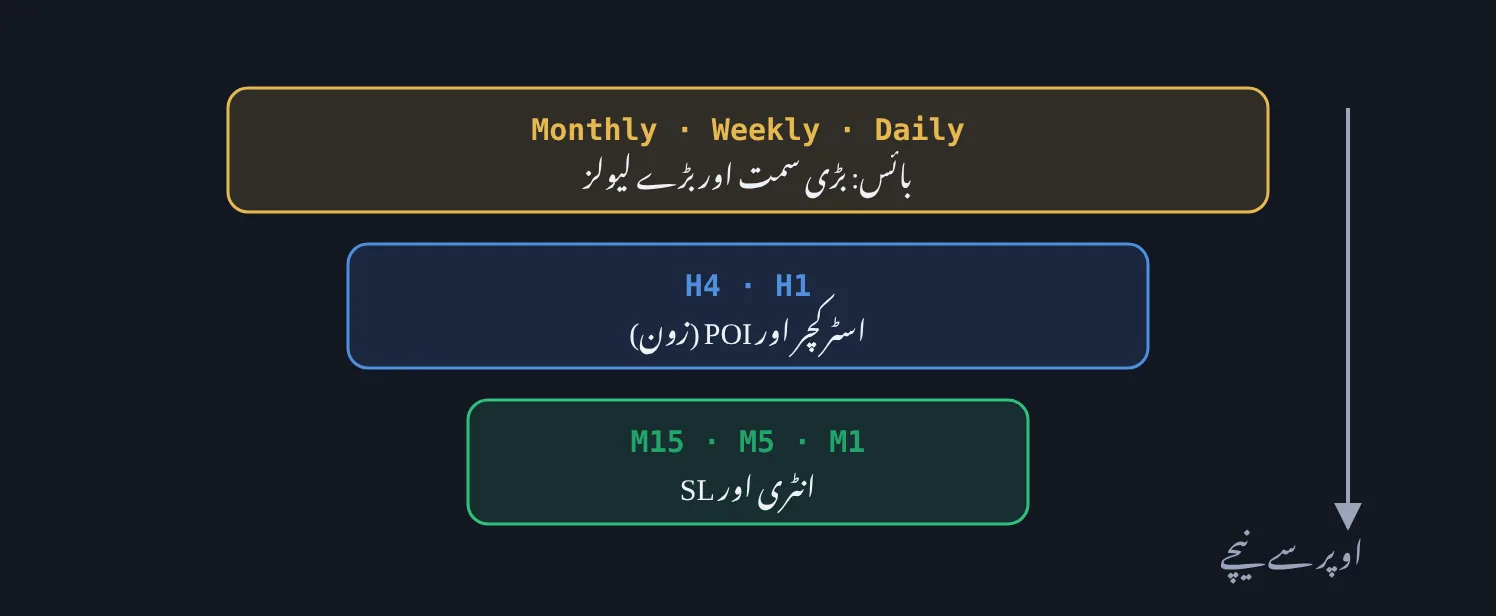 Monthly · Weekly · Daily
بائس: بڑی سمت اور بڑے لیولز
H4 · H1
اسٹرکچر اور POI (زون)
M15 · M5 · M1
انٹری اور SL
اوپر سے نیچے